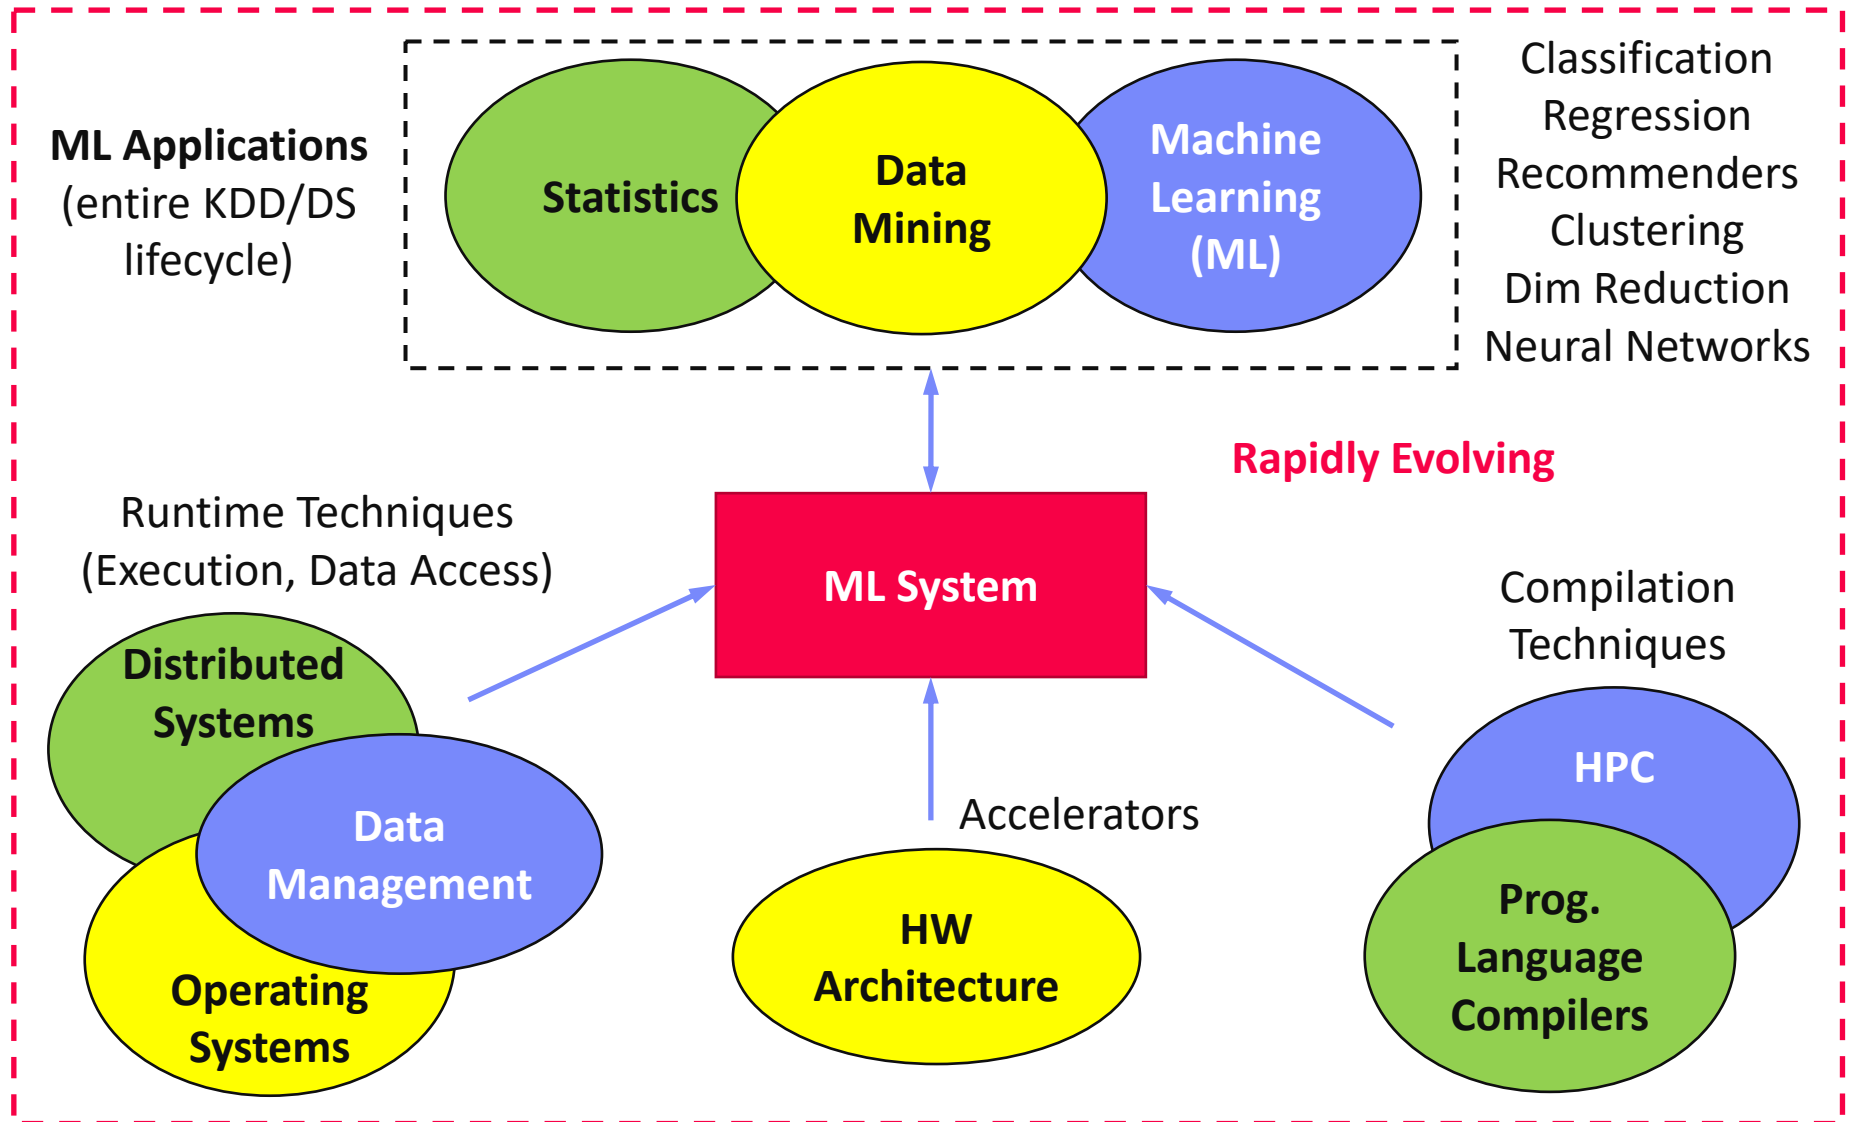 ML Applications
(entire KDD/DS
lifecycle)
Statistics
Data
Mining
Machine
Learning
(ML)
Classification
Regression
Recommenders
Clustering
Dim Reduction
Neural Networks
Rapidly Evolving
Runtime Techniques
(Execution, Data Access)
ML System
Compilation
Techniques
Distributed
Systems
Data
Management
Operating
Systems
Accelerators
HW
Architecture
HPC
Prog.
Language
Compilers